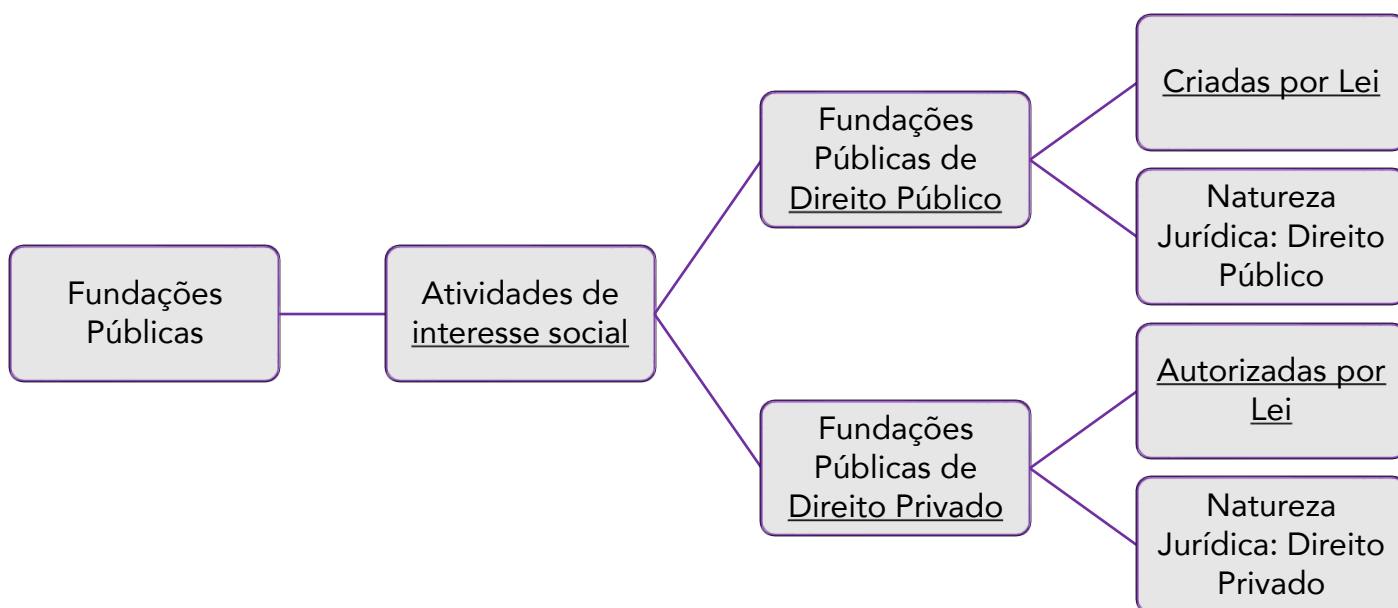 Fundações
Públicas
Atividades de
interesse social
Fundações
Públicas de
Direito Público
Criadas por Lei
Natureza
Jurídica: Direito
Público
Fundações
Públicas de
Direito Privado
Autorizadas por
Lei
Natureza
Jurídica: Direito
Privado